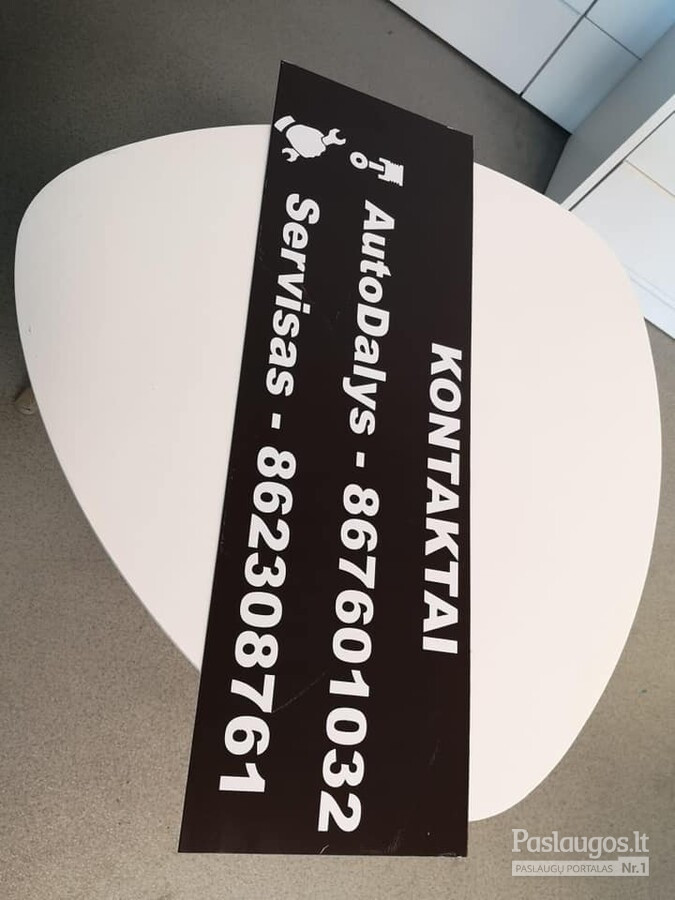 KONTAKTAI
AutoDalys - 867601032
Servisas - 862308761
Paslaugos.lt
PASLAUGŲ PORTALAS Nr.1